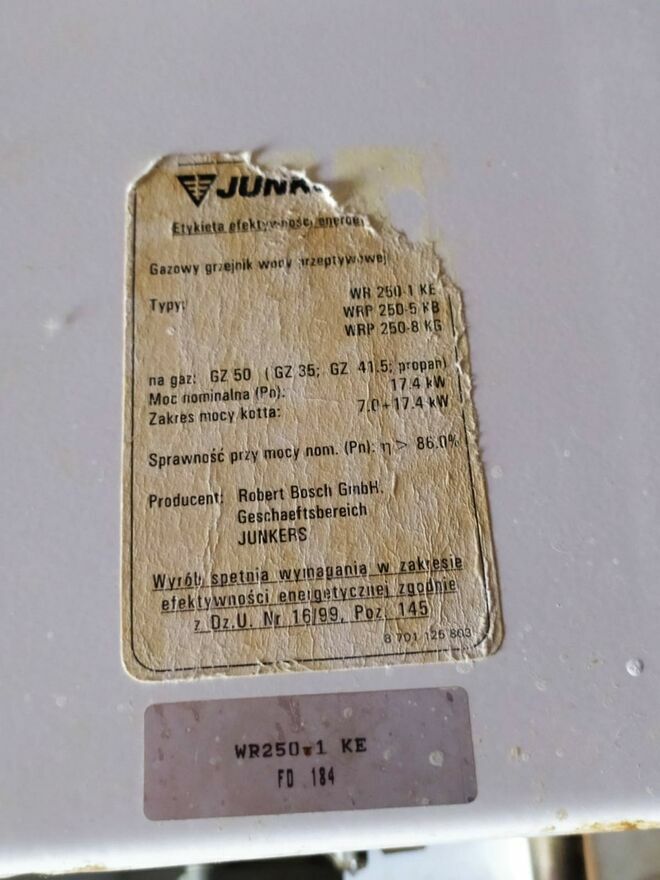 Etykieta efektywności
Gazowy grzejnik wody przepływowej
Typy: WR 250-1 KE
WRP 250-5 KB
WRP 250-8 KG
na gaz: GZ 50 (GZ 35; GZ 41.5; propan)
Moc nominalna (Pn): 17.4 kW
Zakres mocy kotła: 7.0÷17.4 kW
Sprawność przy mocy nom. (Pn): η > 86.0%
Producent: Robert Bosch GmbH.
Geschaeftsbereich
JUNKERS
Wyrób spełnia wymagania w zakresie
efektywności energetycznej zgodnie
z Dz.U. Nr 16/99, Poz. 145
8 701 125 803
WR250-1 KE
FD 184